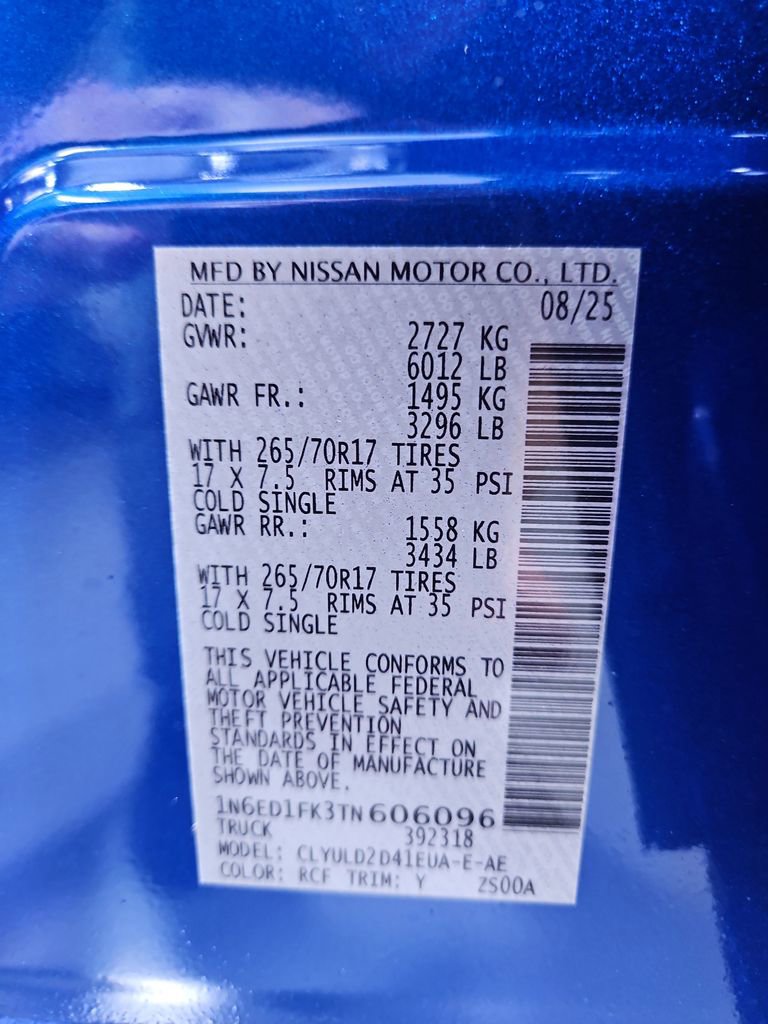 MFD BY NISSAN MOTOR CO., LTD.
DATE: 08/25
GVWR: 2727 KG
6012 LB
GAWR FR.: 1495 KG
3296 LB
WITH 265/70R17 TIRES
17 X 7.5 RIMS AT 35 PSI
COLD SINGLE
GAWR RR.: 1558 KG
3434 LB
WITH 265/70R17 TIRES
17 X 7.5 RIMS AT 35 PSI
COLD SINGLE
THIS VEHICLE CONFORMS TO
ALL APPLICABLE FEDERAL
MOTOR VEHICLE SAFETY AND
THEFT PREVENTION
STANDARDS IN EFFECT ON
THE DATE OF MANUFACTURE
SHOWN ABOVE.
1N6ED1FK3TN606096
TRUCK 392318
MODEL: CLYULD2D41EUA-E-AE
COLOR: RCF TRIM: Y ZS00A